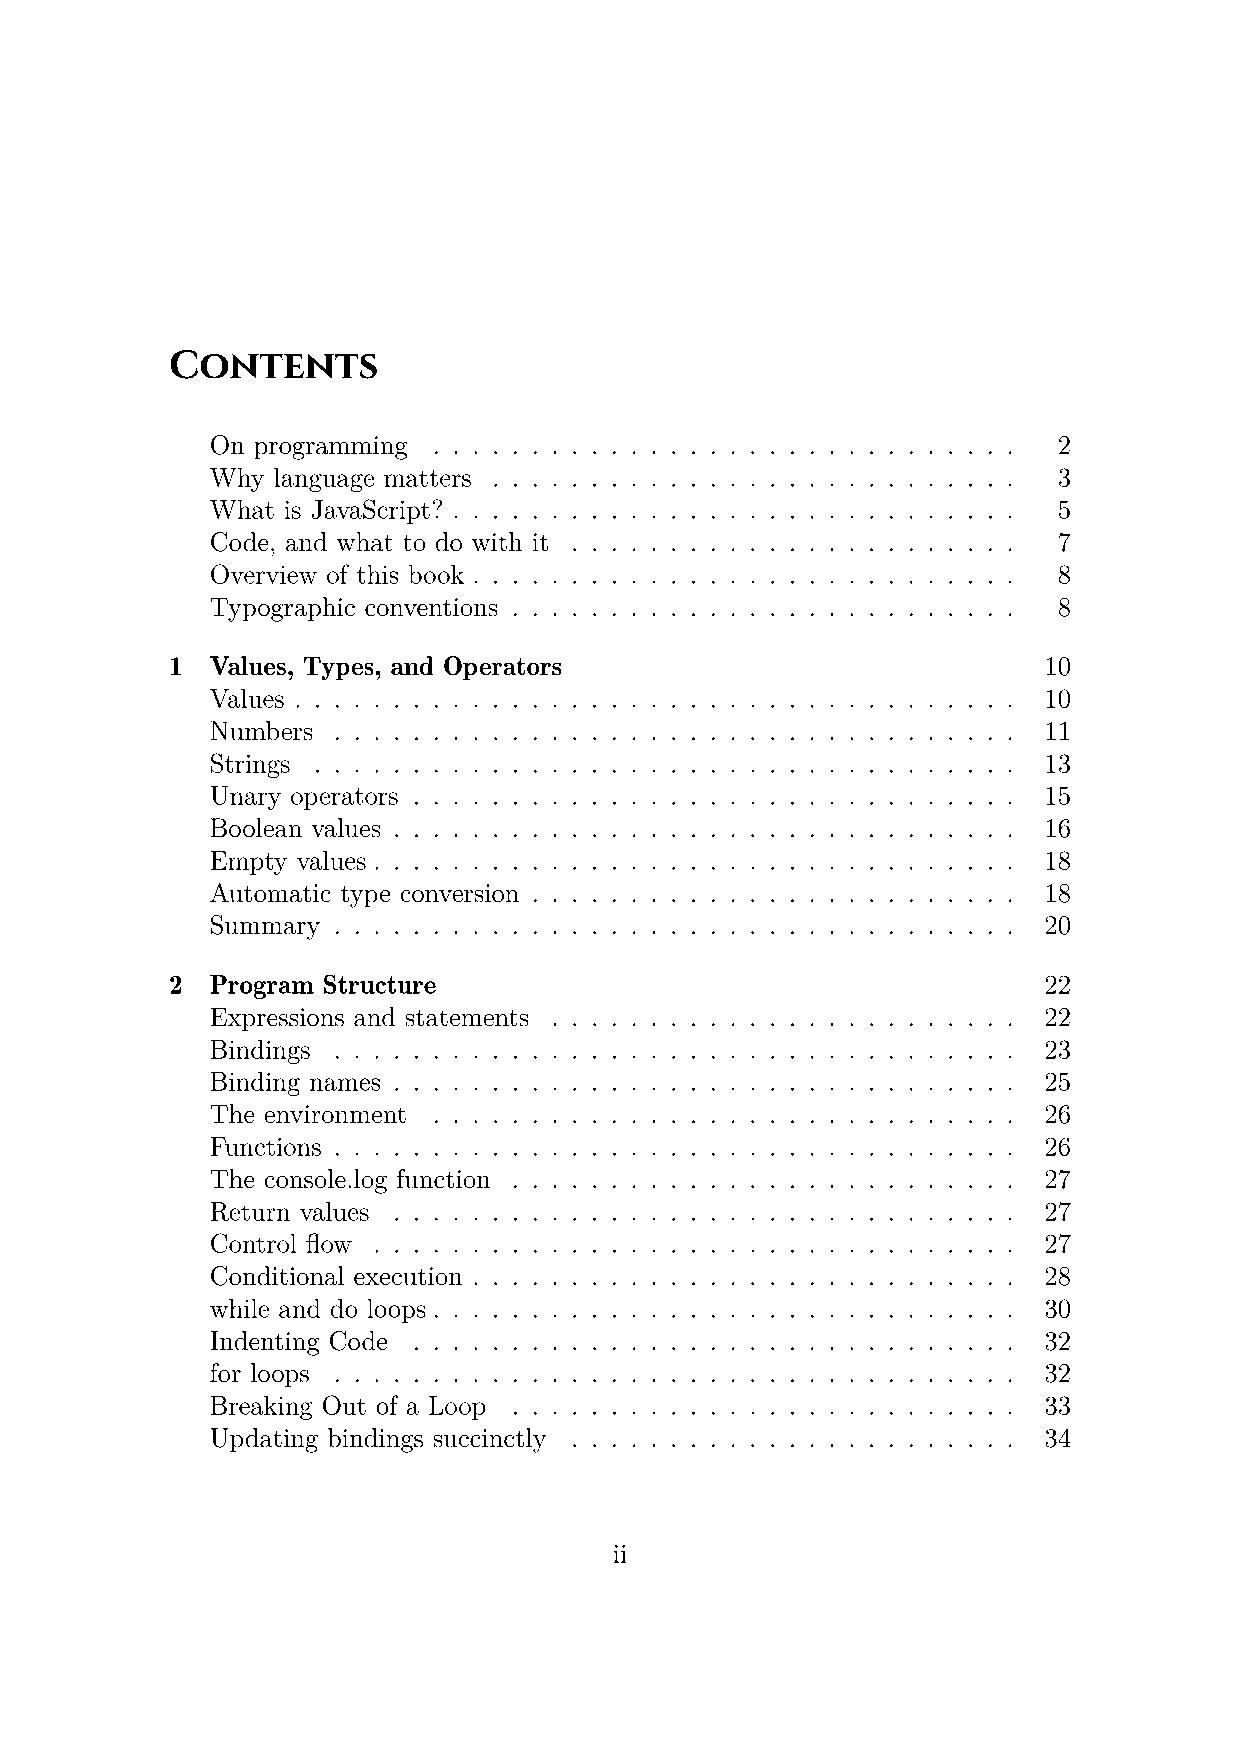 Contents
On programming . . . . . . . . . . . . . . . . . . . . . . . . . . . . . . 2
Why language matters . . . . . . . . . . . . . . . . . . . . . . . . . . . 3
What is JavaScript? . . . . . . . . . . . . . . . . . . . . . . . . . . . . . 5
Code, and what to do with it . . . . . . . . . . . . . . . . . . . . . . . 7
Overview of this book . . . . . . . . . . . . . . . . . . . . . . . . . . . . 8
Typographic conventions . . . . . . . . . . . . . . . . . . . . . . . . . . 8
1 Values, Types, and Operators 10
Values . . . . . . . . . . . . . . . . . . . . . . . . . . . . . . . . . . . . . 10
Numbers . . . . . . . . . . . . . . . . . . . . . . . . . . . . . . . . . . . 11
Strings . . . . . . . . . . . . . . . . . . . . . . . . . . . . . . . . . . . . 13
Unary operators . . . . . . . . . . . . . . . . . . . . . . . . . . . . . . . 15
Boolean values . . . . . . . . . . . . . . . . . . . . . . . . . . . . . . . . 16
Empty values . . . . . . . . . . . . . . . . . . . . . . . . . . . . . . . . . 18
Automatic type conversion . . . . . . . . . . . . . . . . . . . . . . . . . 18
Summary . . . . . . . . . . . . . . . . . . . . . . . . . . . . . . . . . . . 20
2 Program Structure 22
Expressions and statements . . . . . . . . . . . . . . . . . . . . . . . . 22
Bindings . . . . . . . . . . . . . . . . . . . . . . . . . . . . . . . . . . . 23
Binding names . . . . . . . . . . . . . . . . . . . . . . . . . . . . . . . . 25
The environment . . . . . . . . . . . . . . . . . . . . . . . . . . . . . . 26
Functions . . . . . . . . . . . . . . . . . . . . . . . . . . . . . . . . . . . 26
The console.log function . . . . . . . . . . . . . . . . . . . . . . . . . . 27
Return values . . . . . . . . . . . . . . . . . . . . . . . . . . . . . . . . 27
Control flow . . . . . . . . . . . . . . . . . . . . . . . . . . . . . . . . . 27
Conditional execution . . . . . . . . . . . . . . . . . . . . . . . . . . . . 28
while and do loops . . . . . . . . . . . . . . . . . . . . . . . . . . . . . . 30
Indenting Code . . . . . . . . . . . . . . . . . . . . . . . . . . . . . . . 32
for loops . . . . . . . . . . . . . . . . . . . . . . . . . . . . . . . . . . . 32
Breaking Out of a Loop . . . . . . . . . . . . . . . . . . . . . . . . . . 33
Updating bindings succinctly . . . . . . . . . . . . . . . . . . . . . . . 34
ii